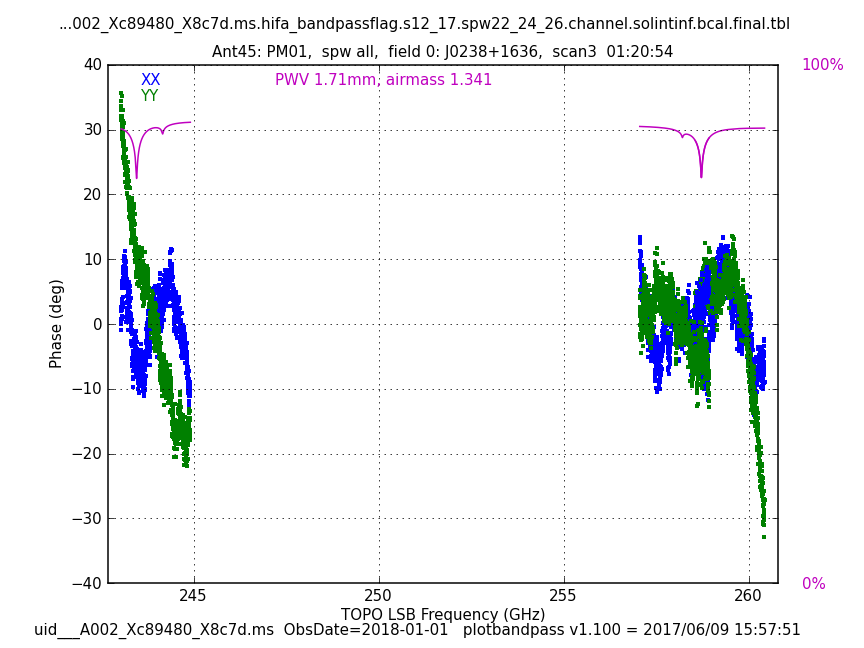 ...002_Xc89480_X8c7d.ms.hifa_bandpassflag.s12_17.spw22_24_26.channel.solintinf.bcal.final.tbl
Ant45: PM01, spw all, field 0: J0238+1636, scan3 01:20:54
40 100%
XX PWV 1.71mm, airmass 1.341
YY
30
20
10
0
Phase (deg)
−10
−20
−30
−40 0%
245 250 255 260
TOPO LSB Frequency (GHz)
uid___A002_Xc89480_X8c7d.ms ObsDate=2018-01-01 plotbandpass v1.100 = 2017/06/09 15:57:51